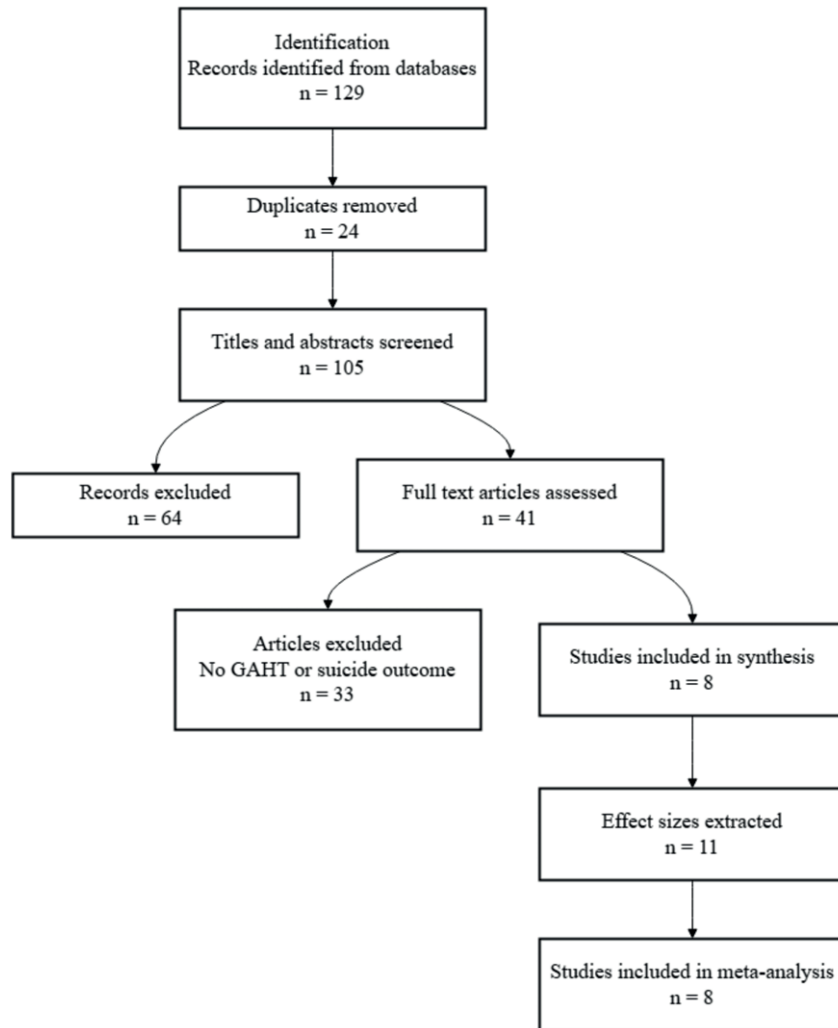 Identification
Records identified from databases
n = 129
Duplicates removed
n = 24
Titles and abstracts screened
n = 105
Records excluded
n = 64
Full text articles assessed
n = 41
Articles excluded
No GAHT or suicide outcome
n = 33
Studies included in synthesis
n = 8
Effect sizes extracted
n = 11
Studies included in meta-analysis
n = 8